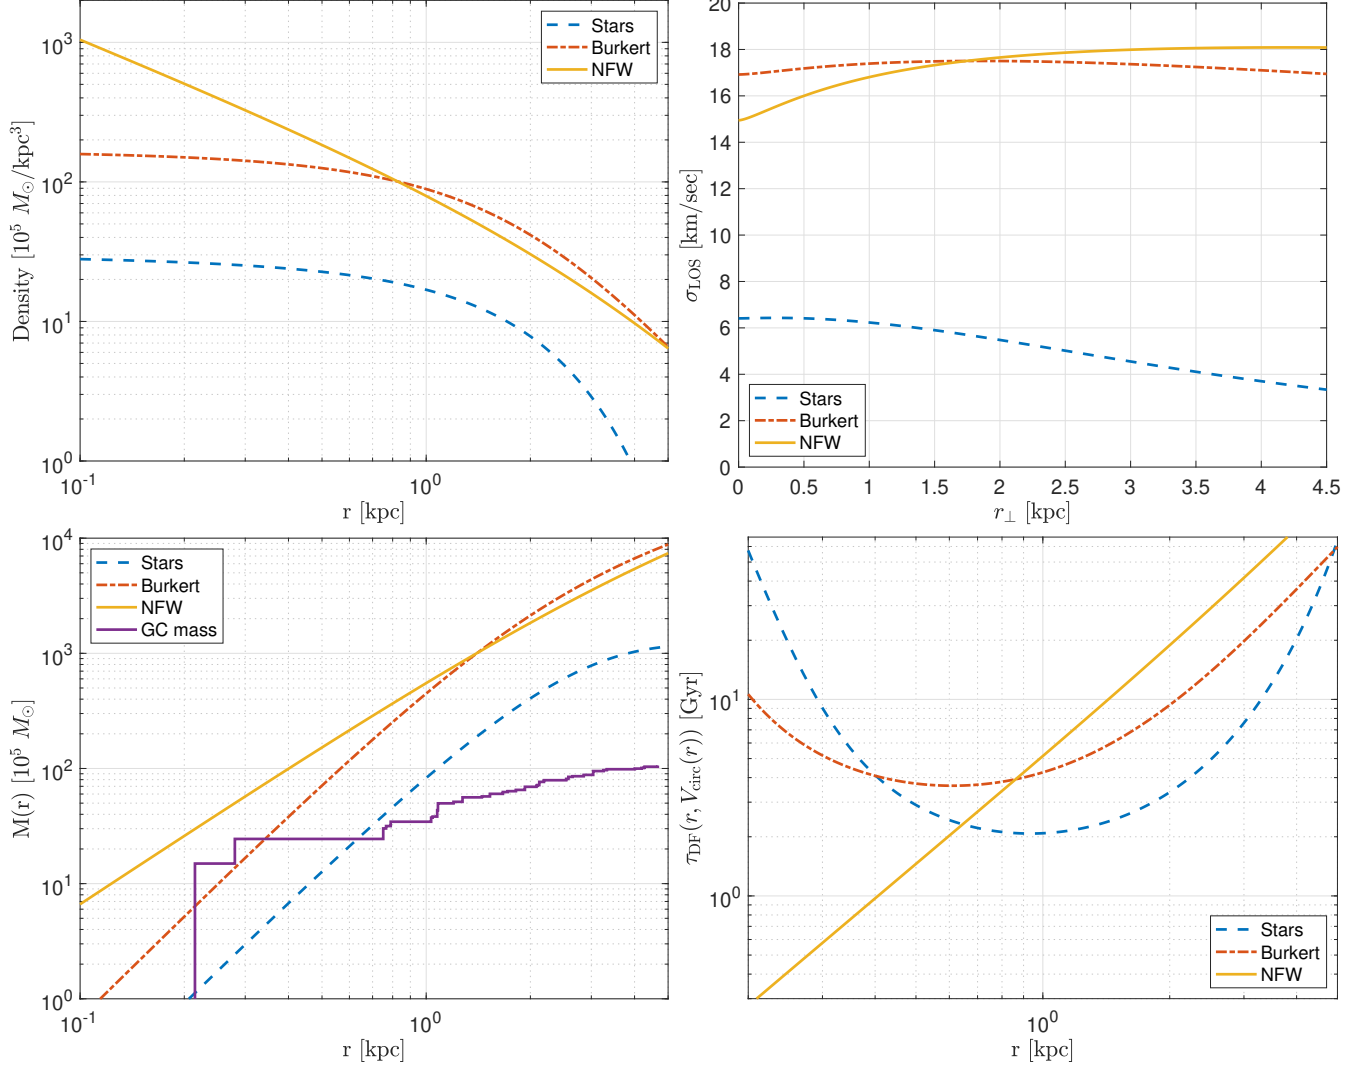 10^3
10^2
10^1
10^0
10^-1
10^0
Density [10^5 M_⊙/kpc^3]
r [kpc]
Stars
Burkert
NFW
20
18
16
14
12
10
8
6
4
2
0
0
0.5
1
1.5
2
2.5
3
3.5
4
4.5
σ_LOS [km/sec]
r_⊥ [kpc]
Stars
Burkert
NFW
10^4
10^3
10^2
10^1
10^0
10^-1
10^0
M(r) [10^5 M_⊙]
r [kpc]
Stars
Burkert
NFW
GC mass
10^1
10^0
10^0
τ_DF(r, V_circ(r)) [Gyr]
r [kpc]
Stars
Burkert
NFW